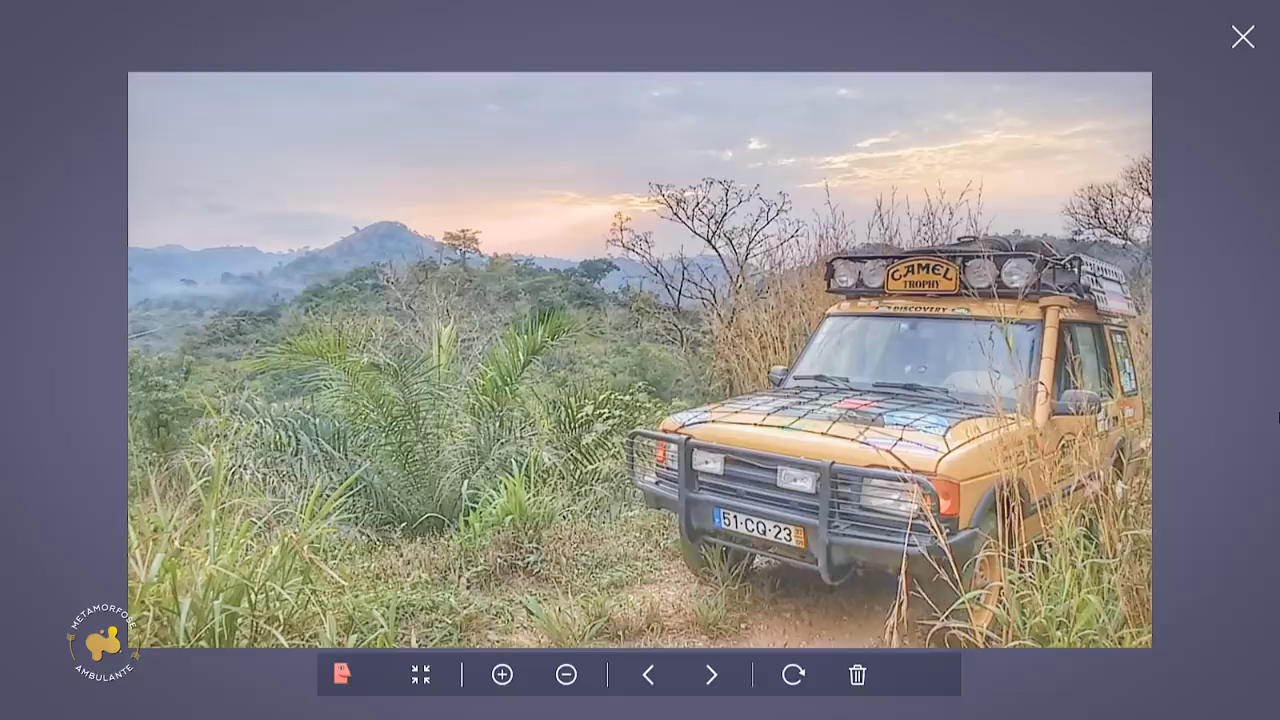 CAMEL
TROPHY
DISCOVERY
51-CQ-23
METAMORFOSE
AMBULANTE